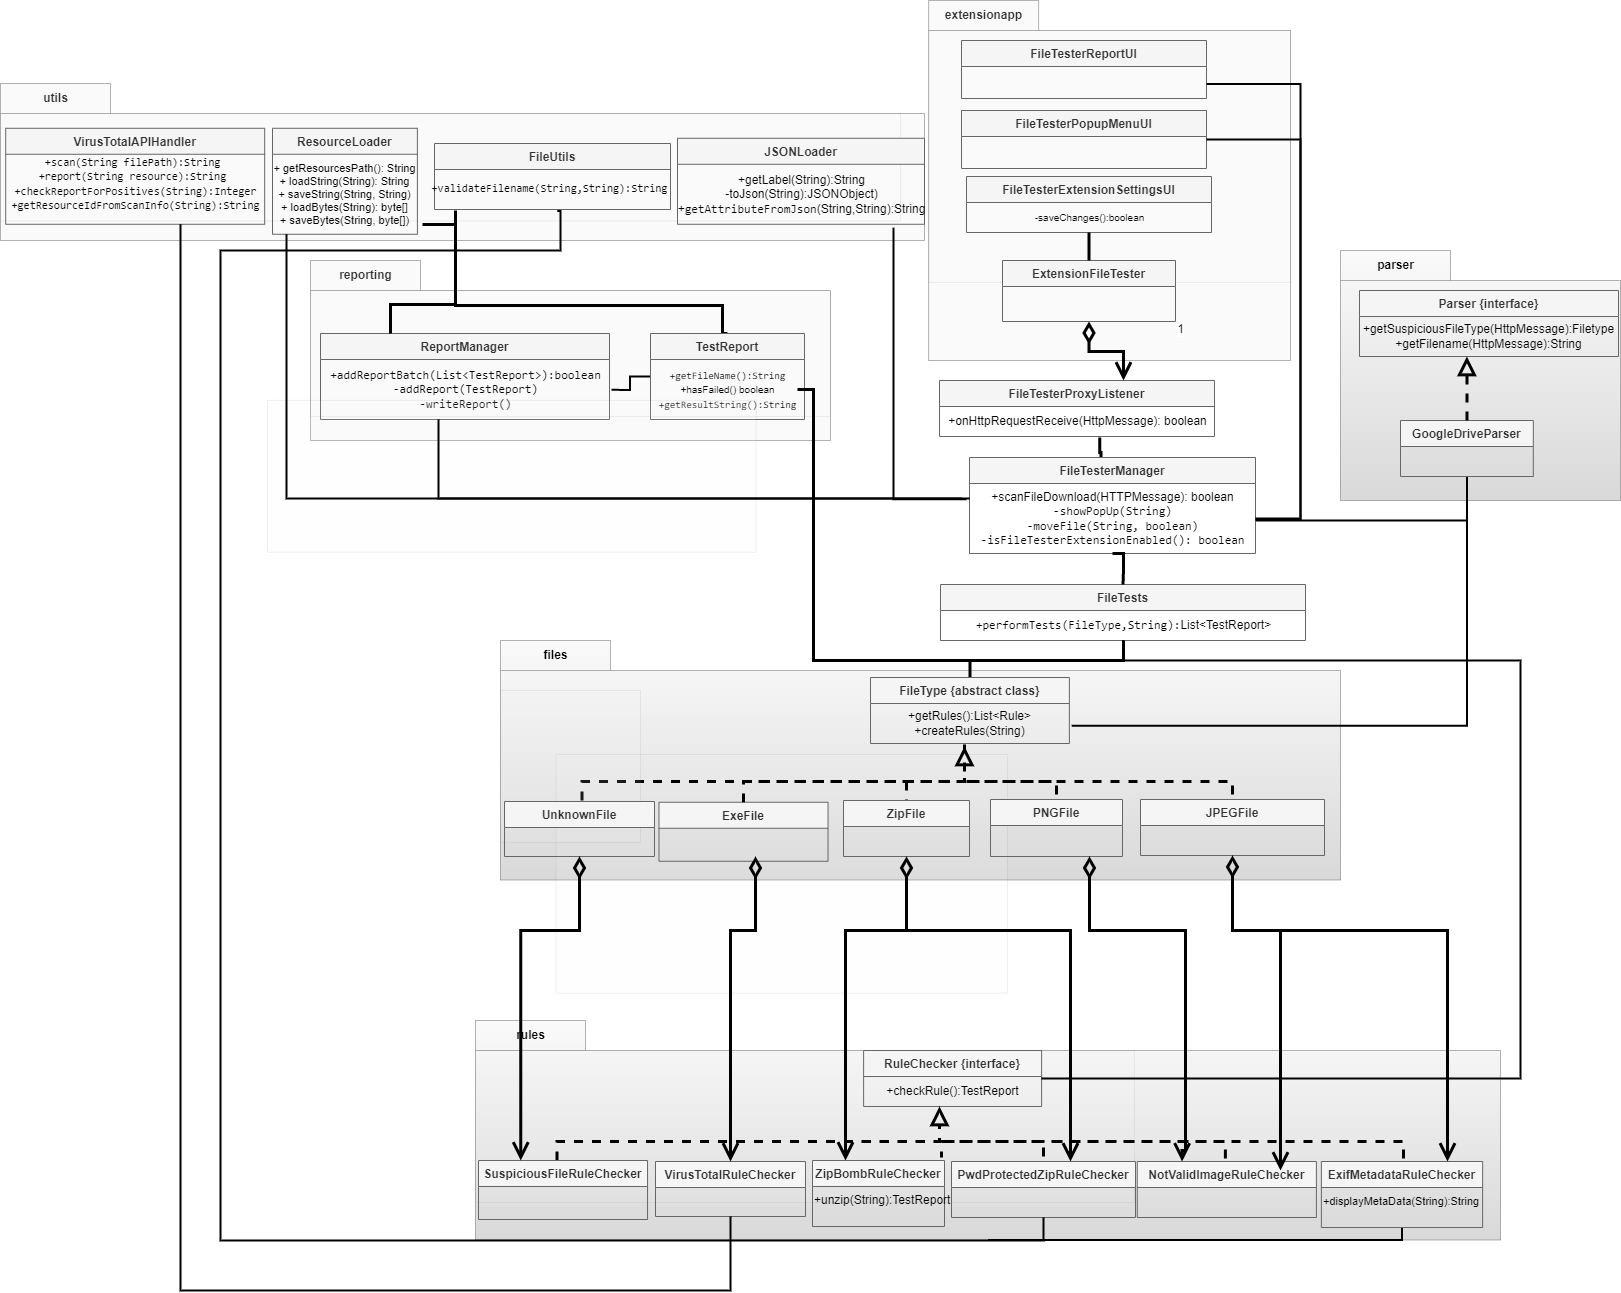 extensionapp
FileTesterReportUI
FileTesterPopupMenuUI
FileTesterExtensionSettingsUI
-saveChanges():boolean
ExtensionFileTester
1
utils
VirusTotalAPIHandler
+scan(String filePath):String
+report(String resource):String
+checkReportForPositives(String):Integer
+getResourceIdFromScanInfo(String):String
ResourceLoader
+ getResourcesPath(): String
+ loadString(String): String
+ saveString(String, String)
+ loadBytes(String): byte[]
+ saveBytes(String, byte[])
FileUtils
+validateFilename(String,String):String
JSONLoader
+getLabel(String):String
-toJson(String):JSONObject)
+getAttributeFromJson(String,String):String
reporting
ReportManager
+addReportBatch(List<TestReport>):boolean
-addReport(TestReport)
-writeReport()
TestReport
+getFileName():String
+hasFailed() boolean
+getResultString():String
parser
Parser {interface}
+getSuspiciousFileType(HttpMessage):Filetype
+getFilename(HttpMessage):String
GoogleDriveParser
FileTesterProxyListener
+onHttpRequestReceive(HttpMessage): boolean
FileTesterManager
+scanFileDownload(HTTPMessage): boolean
-showPopUp(String)
-moveFile(String, boolean)
-isFileTesterExtensionEnabled(): boolean
FileTests
+performTests(FileType,String):List<TestReport>
files
FileType {abstract class}
+getRules():List<Rule>
+createRules(String)
UnknownFile
ExeFile
ZipFile
PNGFile
JPEGFile
rules
RuleChecker {interface}
+checkRule():TestReport
SuspiciousFileRuleChecker
VirusTotalRuleChecker
ZipBombRuleChecker
+unzip(String):TestReport
PwdProtectedZipRuleChecker
NotValidImageRuleChecker
ExifMetadataRuleChecker
+displayMetaData(String):String